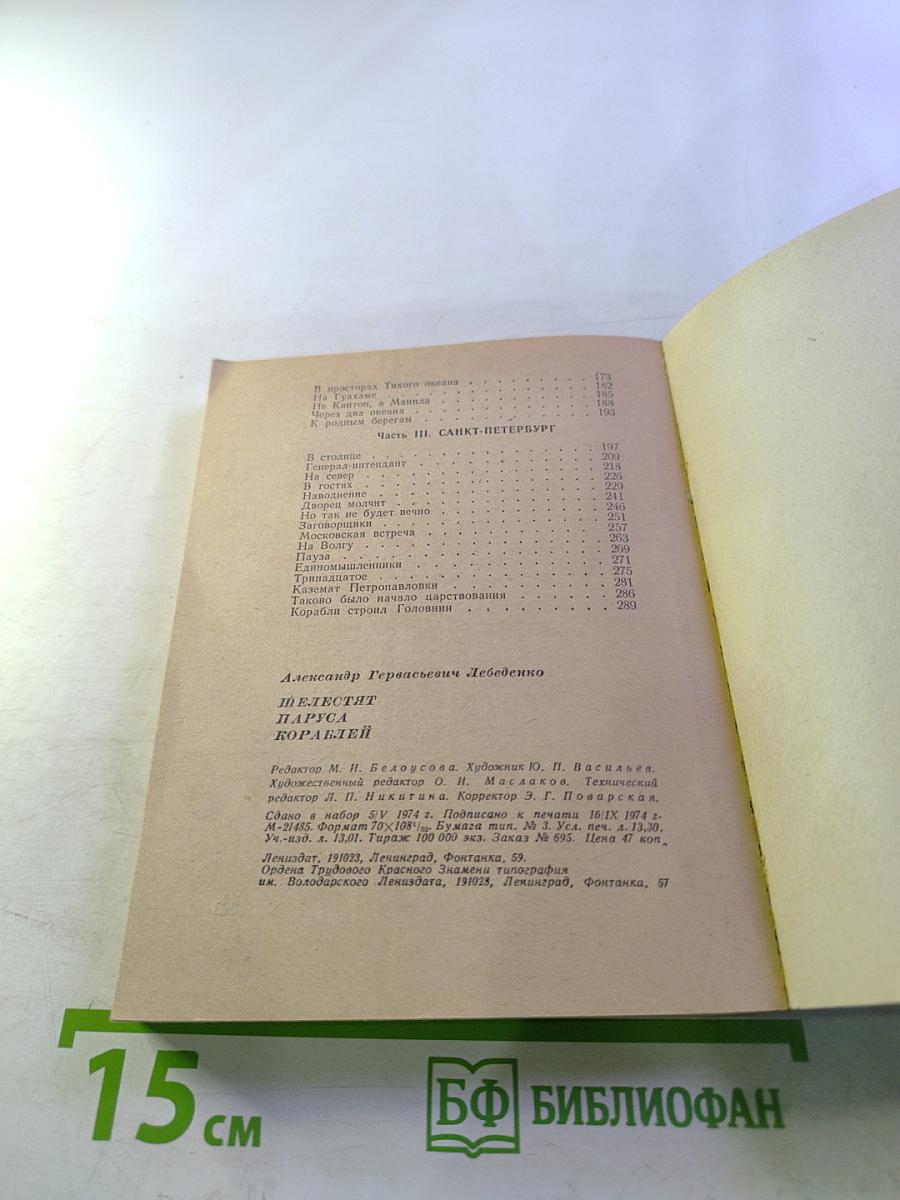 В просторах Тихого океана . . . . . . . . 173
На Гуахаме . . . . . . . . . . . . 182
Не Кантон, а Манила . . . . . . . . . 185
Через два океана . . . . . . . . . . 188
К родным берегам . . . . . . . . . . 193
Часть III. САНКТ-ПЕТЕРБУРГ
В столице . . . . . . . . . . . . 197
Генерал-интендант . . . . . . . . . . 209
На север . . . . . . . . . . . . 218
В гостях . . . . . . . . . . . . 226
Наводнение . . . . . . . . . . . . 229
Дворец молчит . . . . . . . . . . . 241
Но так не будет вечно . . . . . . . . . 246
Заговорщики . . . . . . . . . . . . 251
Московская встреча . . . . . . . . . . 257
На Волгу . . . . . . . . . . . . 263
Пауза . . . . . . . . . . . . . 269
Единомышленники . . . . . . . . . . 271
Тринадцатое . . . . . . . . . . . . 275
Каземат Петропавловки . . . . . . . . . 281
Таково было начало царствования . . . . . . 286
Корабли строил Головнин . . . . . . . . 289
Александр Гервасьевич Лебеденко
ШЕЛЕСТЯТ
ПАРУСА
КОРАБЛЕЙ
Редактор М. И. Белоусова. Художник Ю. П. Васильев.
Художественный редактор О. И. Маслаков. Технический
редактор Л. П. Никитина. Корректор Э. Г. Поварская.
Сдано в набор 5/V 1974 г. Подписано к печати 16/IX 1974 г.
М-21485. Формат 70×108¹/₃₂. Бумага тип. № 3. Усл. печ. л. 13,30.
Уч.-изд. л. 13,01. Тираж 100 000 экз. Заказ № 695. Цена 47 коп.
Лениздат, 191023, Ленинград, Фонтанка, 59.
Ордена Трудового Красного Знамени типография
им. Володарского Лениздата, 191023, Ленинград, Фонтанка, 57
15 см
БФ БИБЛИОФАН